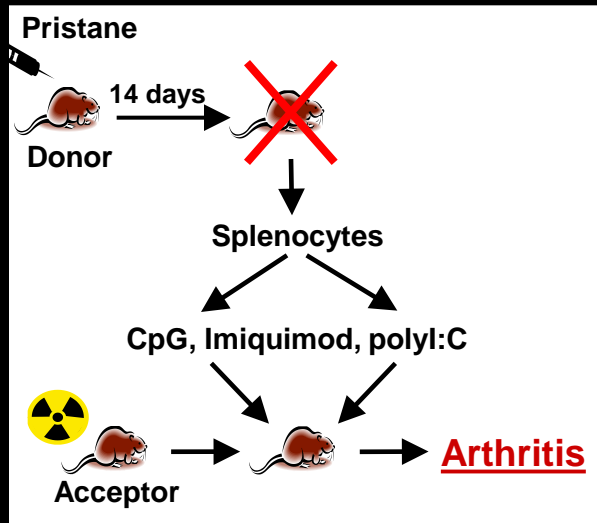 Pristane
14 days
Donor
Splenocytes
CpG, Imiquimod, polyI:C
Acceptor
Arthritis